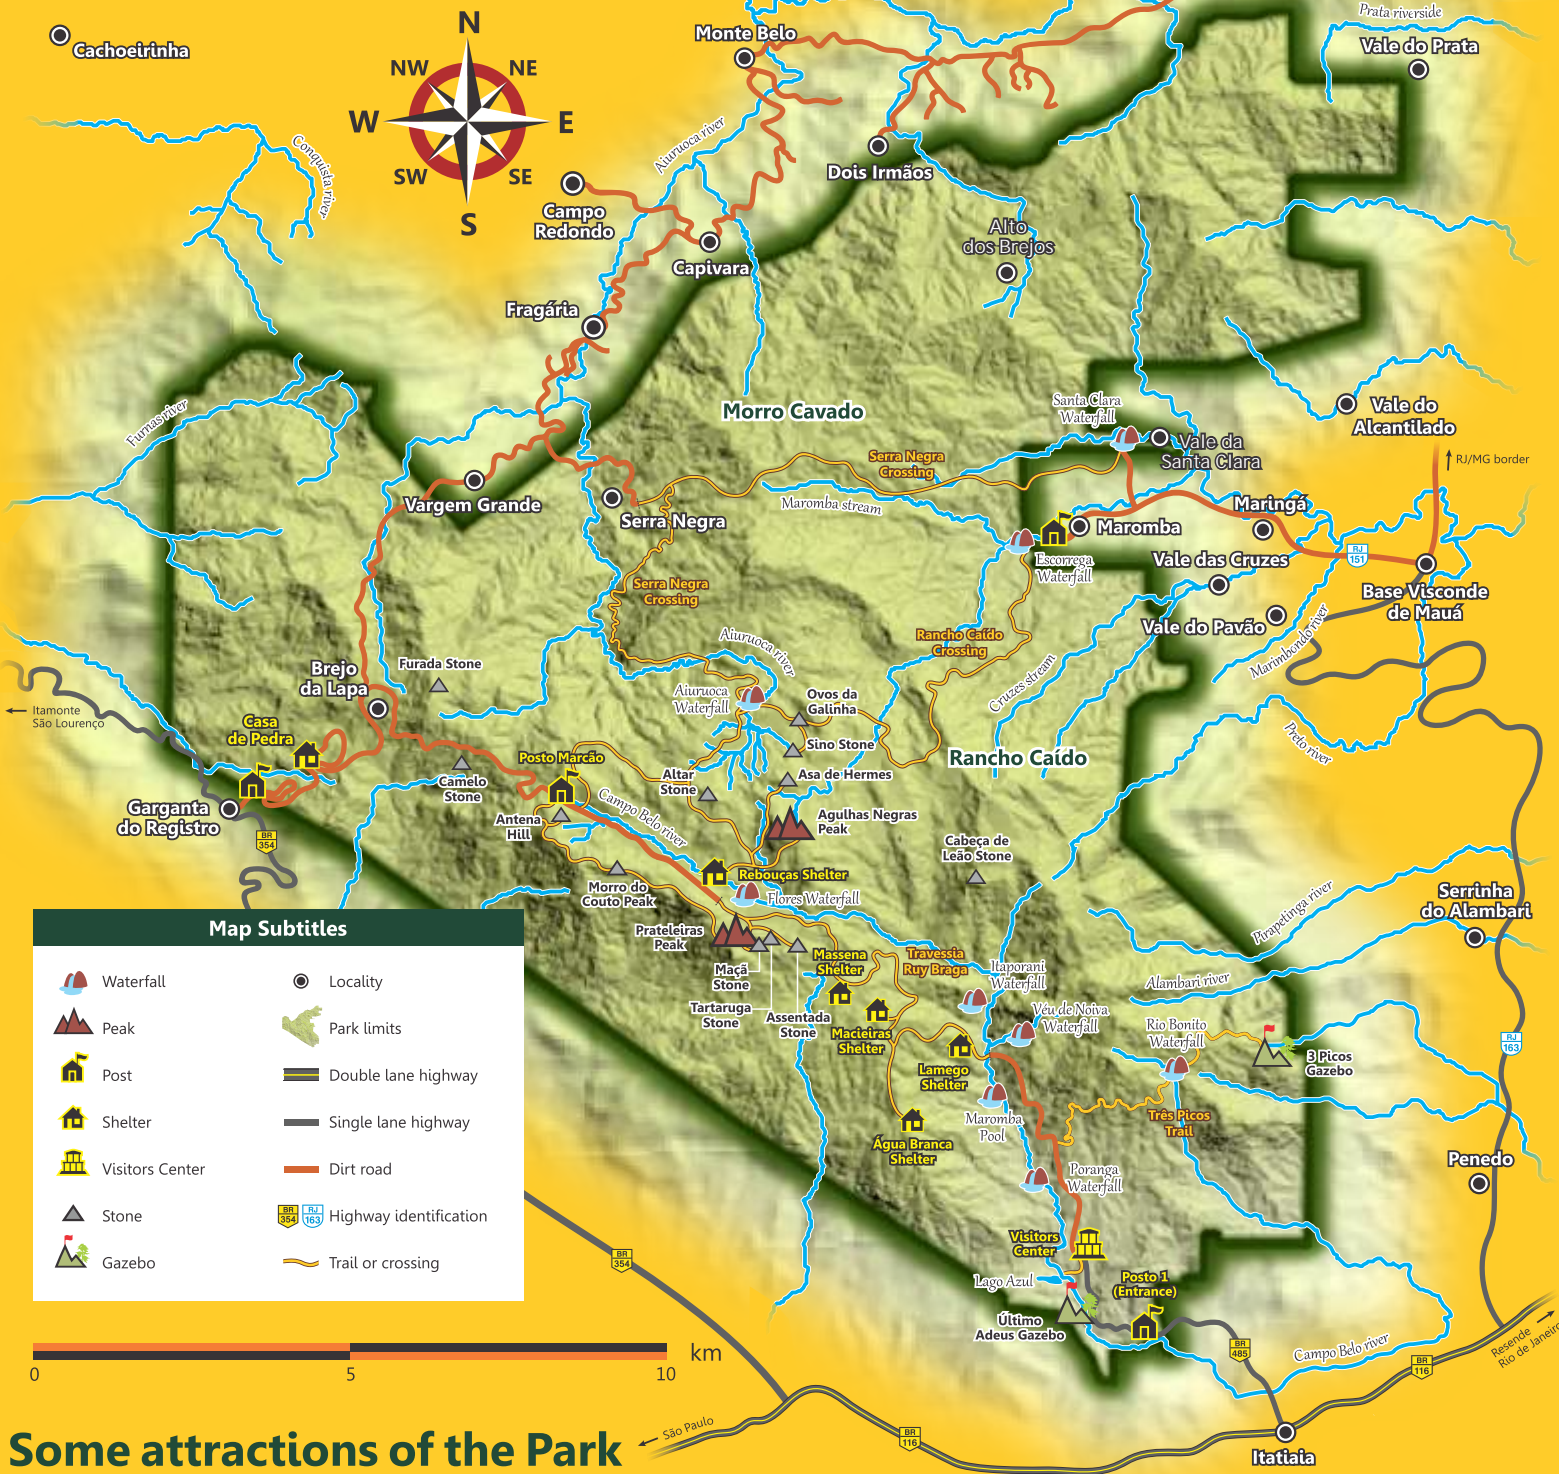 Prata riverside
Cachoeirinha
Monte Belo
Vale do Prata
N
NW
NE
W
E
SW
SE
S
Conquista river
Aiuruoca river
Dois Irmãos
Campo
Redondo
Capivara
Alto
dos Brejos
Fragária
Furnas river
Morro Cavado
Santa Clara
Waterfall
Vale do
Alcantilado
Vale da
Santa Clara
Serra Negra
Crossing
RJ/MG border
Vargem Grande
Serra Negra
Maromba stream
Maringá
Maromba
Escorrega
Waterfall
Vale das Cruzes
RJ
151
Base Visconde
de Mauá
Serra Negra
Crossing
Vale do Pavão
Marimbondo river
Rancho Caído
Crossing
Aiuruoca river
Cruzes stream
Brejo
da Lapa
Furada Stone
Itamonte
São Lourenço
Aiuruoca
Waterfall
Ovos da
Galinha
Casa
de Pedra
Sino Stone
Preto river
Rancho Caído
Posto Marcão
Camelo
Stone
Altar
Stone
Asa de Hermes
Campo Belo river
Garganta
do Registro
BR
354
Antena
Hill
Agulhas Negras
Peak
Cabeça de
Leão Stone
Rebouças Shelter
Morro do
Couto Peak
Flores Waterfall
Serrinha
do Alambari
Pirapetinga river
Prateleiras
Peak
Massena
Shelter
Travessia
Ruy Braga
Itaporani
Waterfall
Alambari river
Maçã
Stone
Tartaruga
Stone
Assentada
Stone
Macieiras
Shelter
Véu de Noiva
Waterfall
Rio Bonito
Waterfall
3 Picos
Gazebo
RJ
163
Lamego
Shelter
Maromba
Pool
Três Picos
Trail
Água Branca
Shelter
Poranga
Waterfall
Penedo
Visitors
Center
Lago Azul
Posto 1
(Entrance)
Último
Adeus Gazebo
BR
485
Campo Belo river
Resende
Rio de Janeiro
BR
116
BR
354
Map Subtitles
Waterfall
Locality
Peak
Park limits
Post
Double lane highway
Shelter
Single lane highway
Visitors Center
Dirt road
Stone
BR
354
RJ
163
Highway identification
Gazebo
Trail or crossing
km
0
5
10
São Paulo
BR
116
Itatiaia
Some attractions of the Park